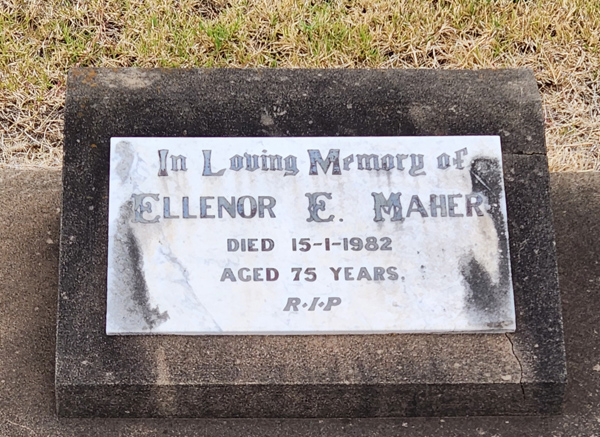 In Loving Memory of
ELLENOR E. MAHER
DIED 15-1-1982
AGED 75 YEARS.
R·I·P